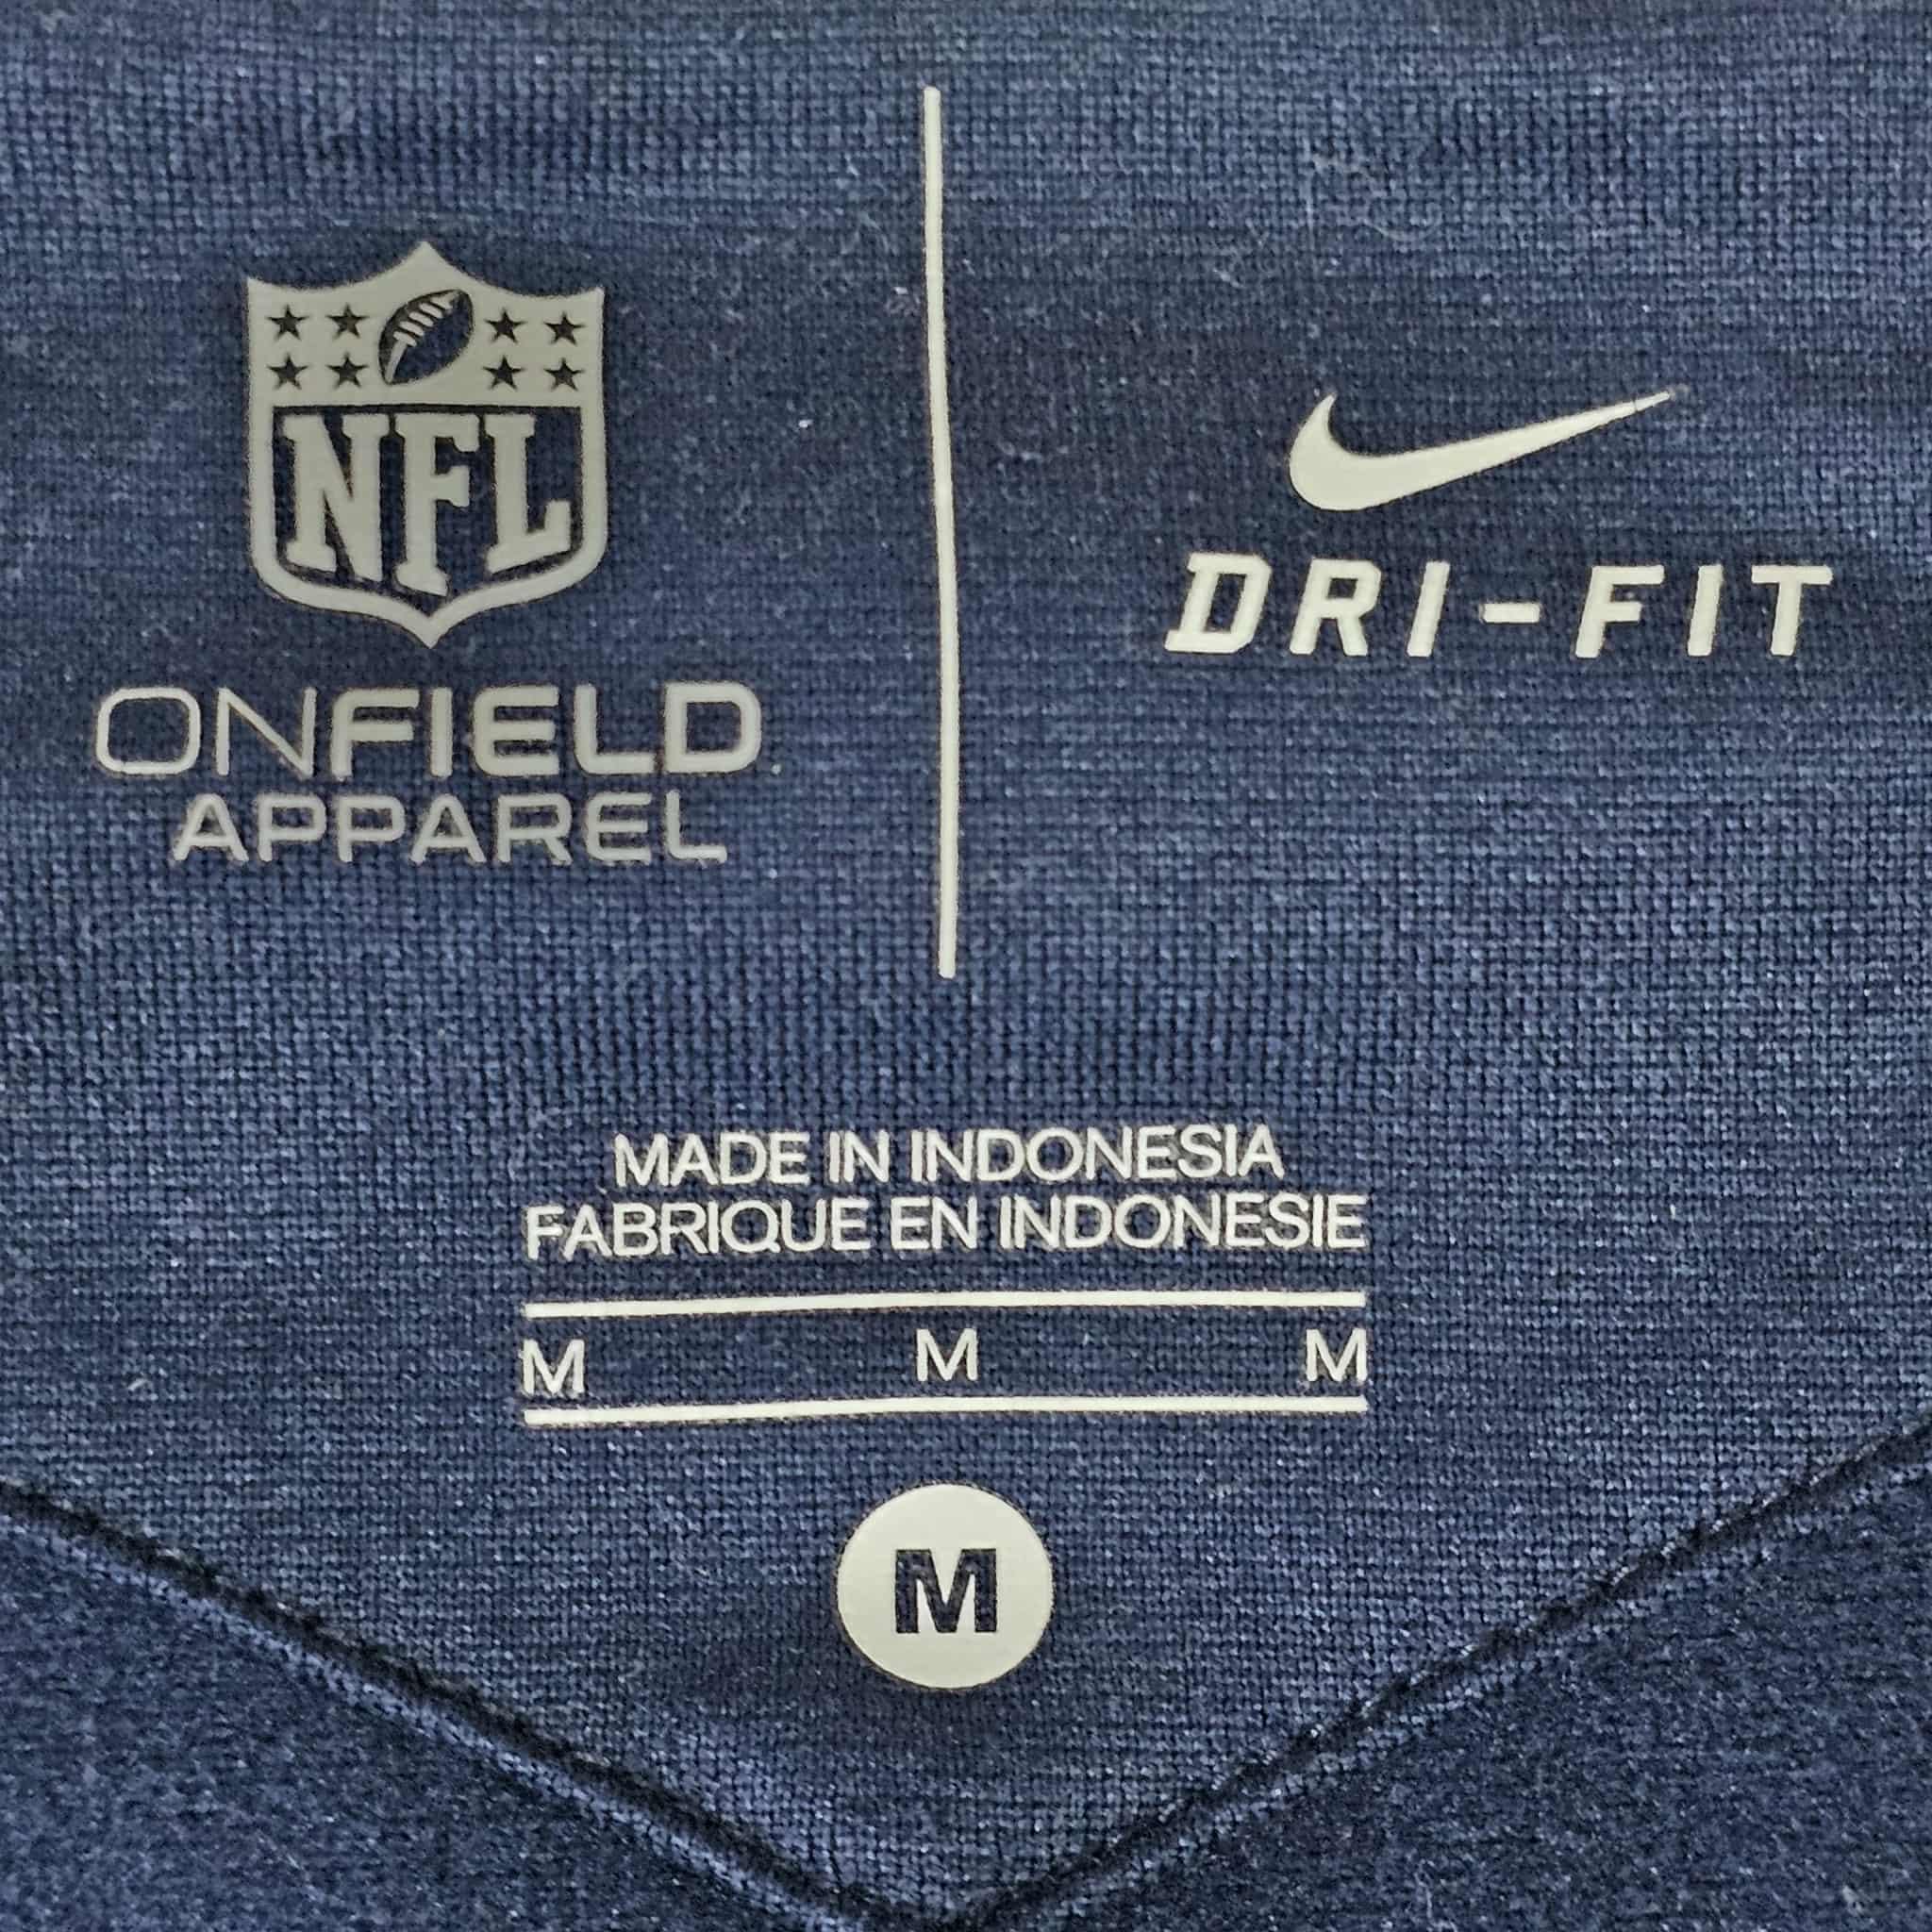 NFL
ONFIELD
APPAREL
DRI-FIT
MADE IN INDONESIA
FABRIQUE EN INDONESIE
M M M
M